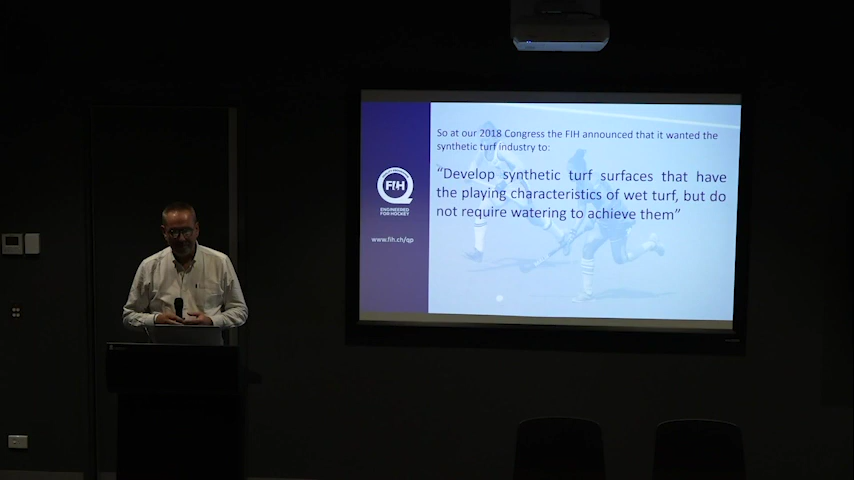 So at our 2018 Congress the FIH announced that it wanted the
synthetic turf industry to:
“Develop synthetic turf surfaces that have
the playing characteristics of wet turf, but do
not require watering to achieve them”
FIH
ENGINEERED
FOR HOCKEY
www.fih.ch/qp